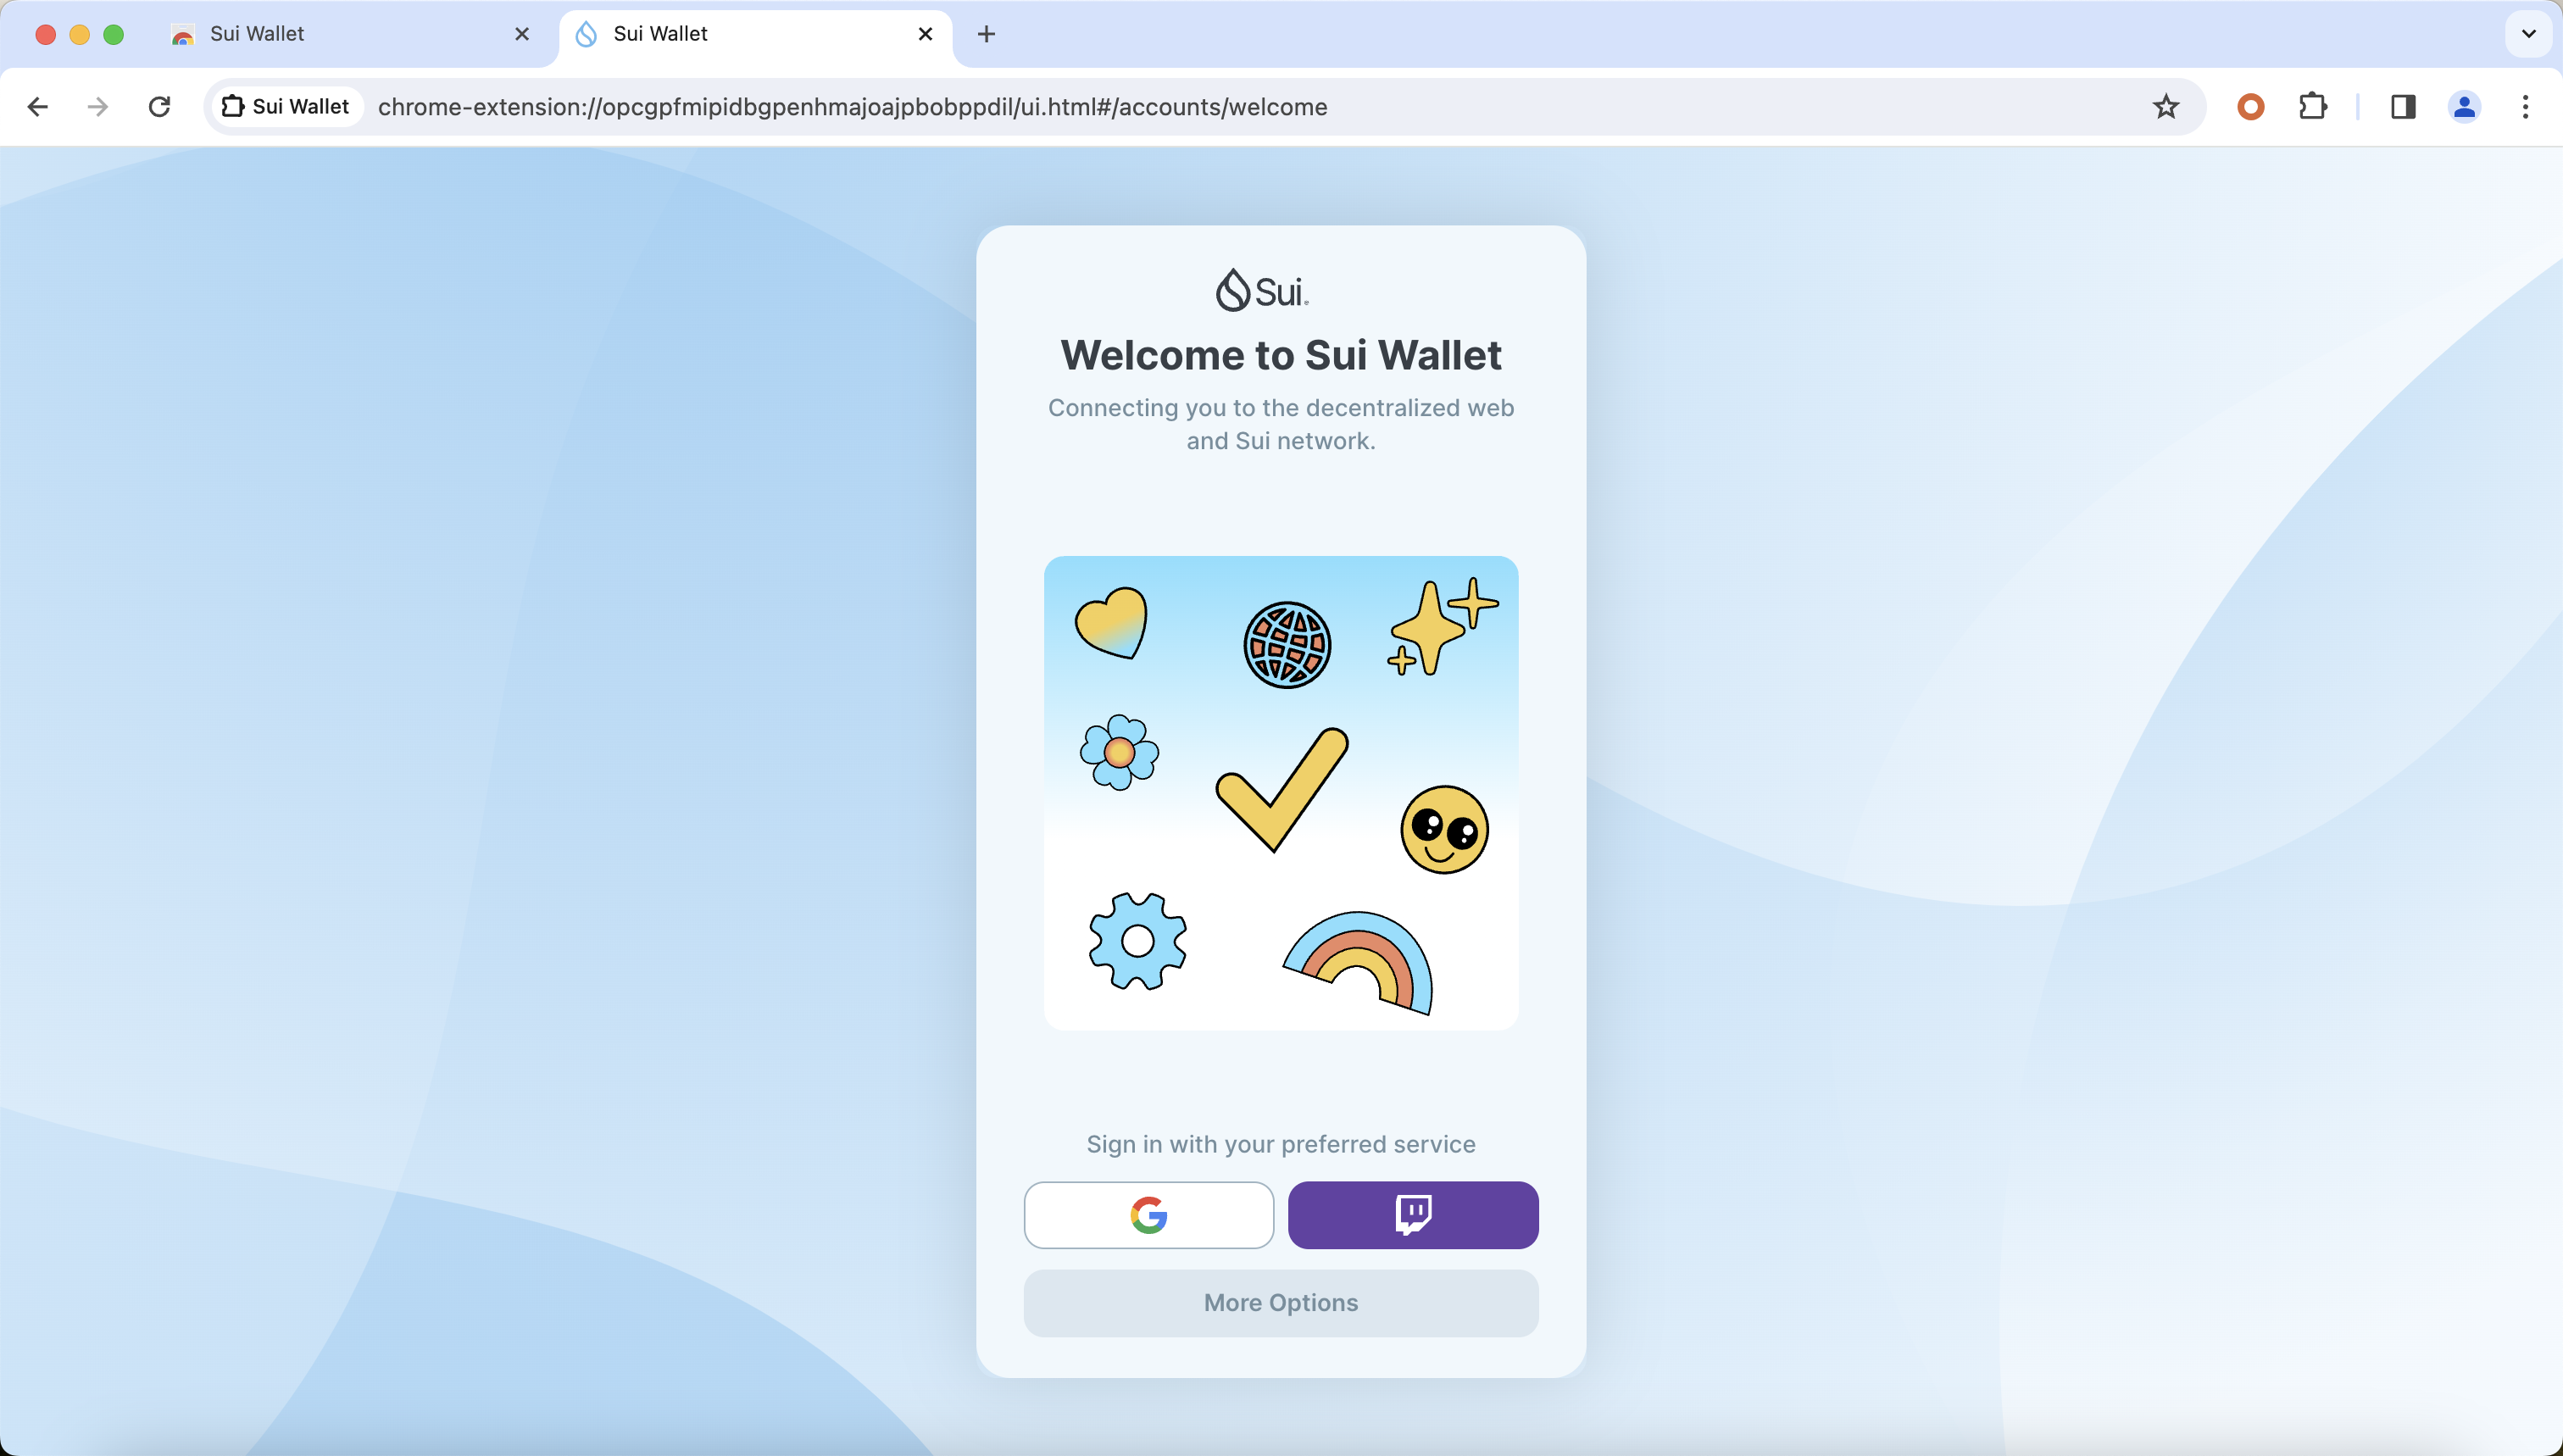 Sui Wallet
Sui Wallet
Sui Wallet
chrome-extension://opcgpfmipidbgpenhmajoajpbobppdil/ui.html#/accounts/welcome
Sui
Welcome to Sui Wallet
Connecting you to the decentralized web
and Sui network.
Sign in with your preferred service
More Options